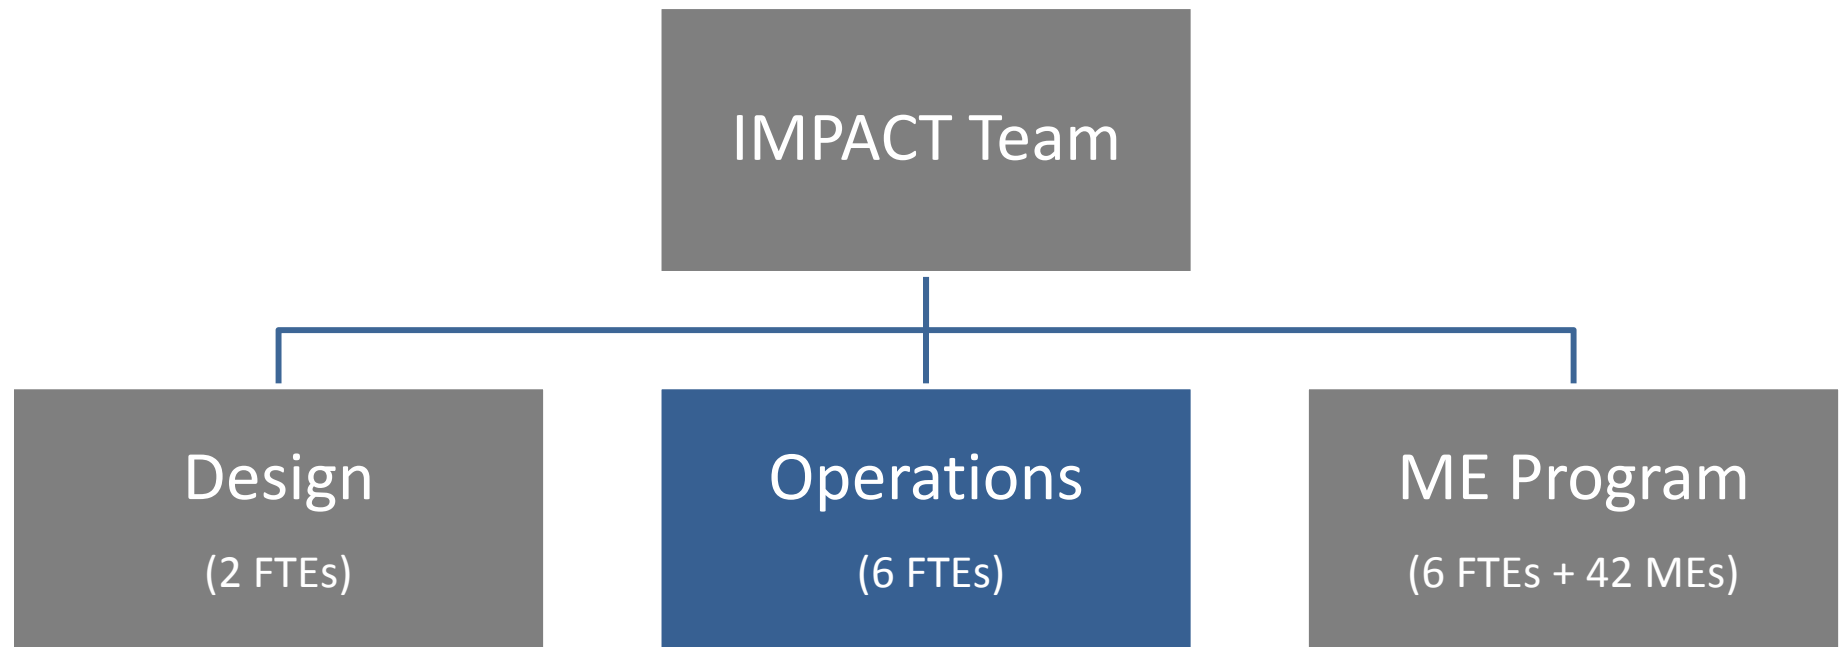 IMPACT Team
Design
(2 FTEs)
Operations
(6 FTEs)
ME Program
(6 FTEs + 42 MEs)